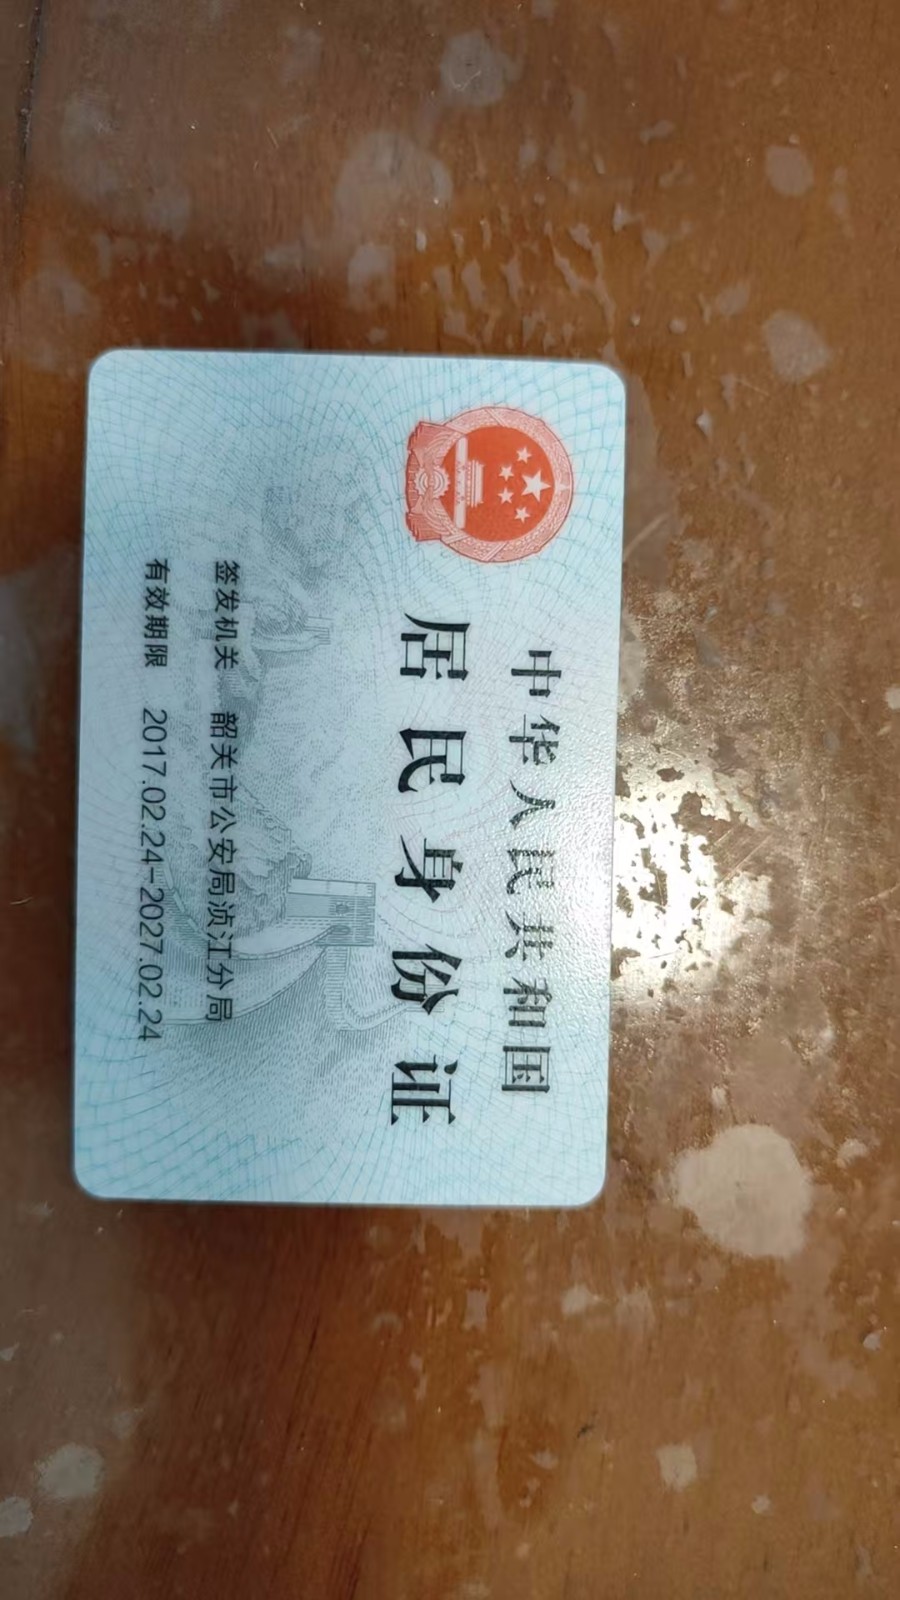 中华人民共和国
居民身份证
签发机关 韶关市公安局浈江分局
有效期限 2017.02.24-2027.02.24